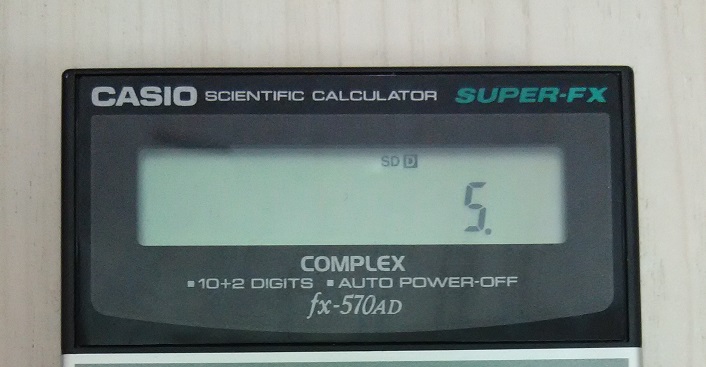 CASIO SCIENTIFIC CALCULATOR SUPER-FX
SD D
5.
COMPLEX
▪10+2 DIGITS ▪AUTO POWER-OFF
fx-570AD